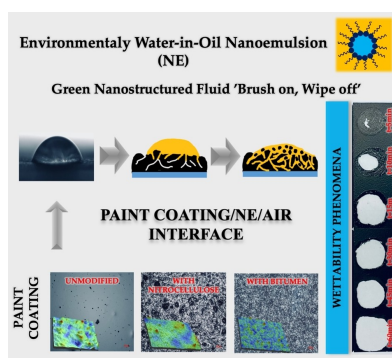 Environmentaly Water-in-Oil Nanoemulsion
(NE)
Green Nanostructured Fluid 'Brush on, Wipe off'
PAINT COATING/NE/AIR
INTERFACE
WETTABILITY PHENOMENA
PAINT
COATING
UNMODIFIED,
WITH
NITROCELLULOSE,
WITH BITUMEN